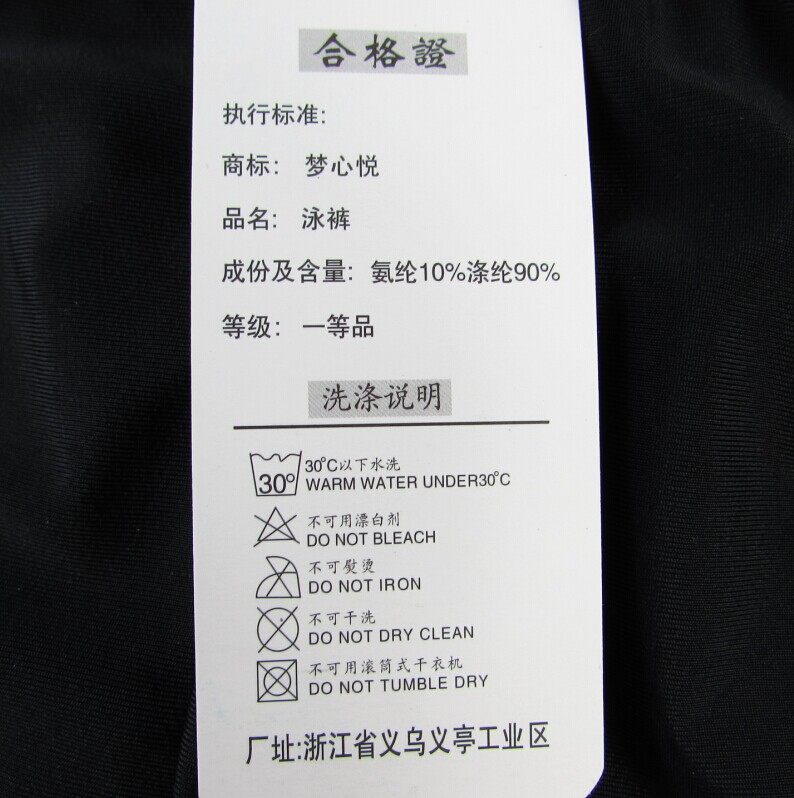 合格證
执行标准:
商标: 梦心悦
品名: 泳裤
成份及含量: 氨纶10%涤纶90%
等级: 一等品
洗涤说明
30° 30°C以下水洗
WARM WATER UNDER30°C
不可用漂白剂
DO NOT BLEACH
不可熨烫
DO NOT IRON
不可干洗
DO NOT DRY CLEAN
不可用滚筒式干衣机
DO NOT TUMBLE DRY
厂址:浙江省义乌义亭工业区